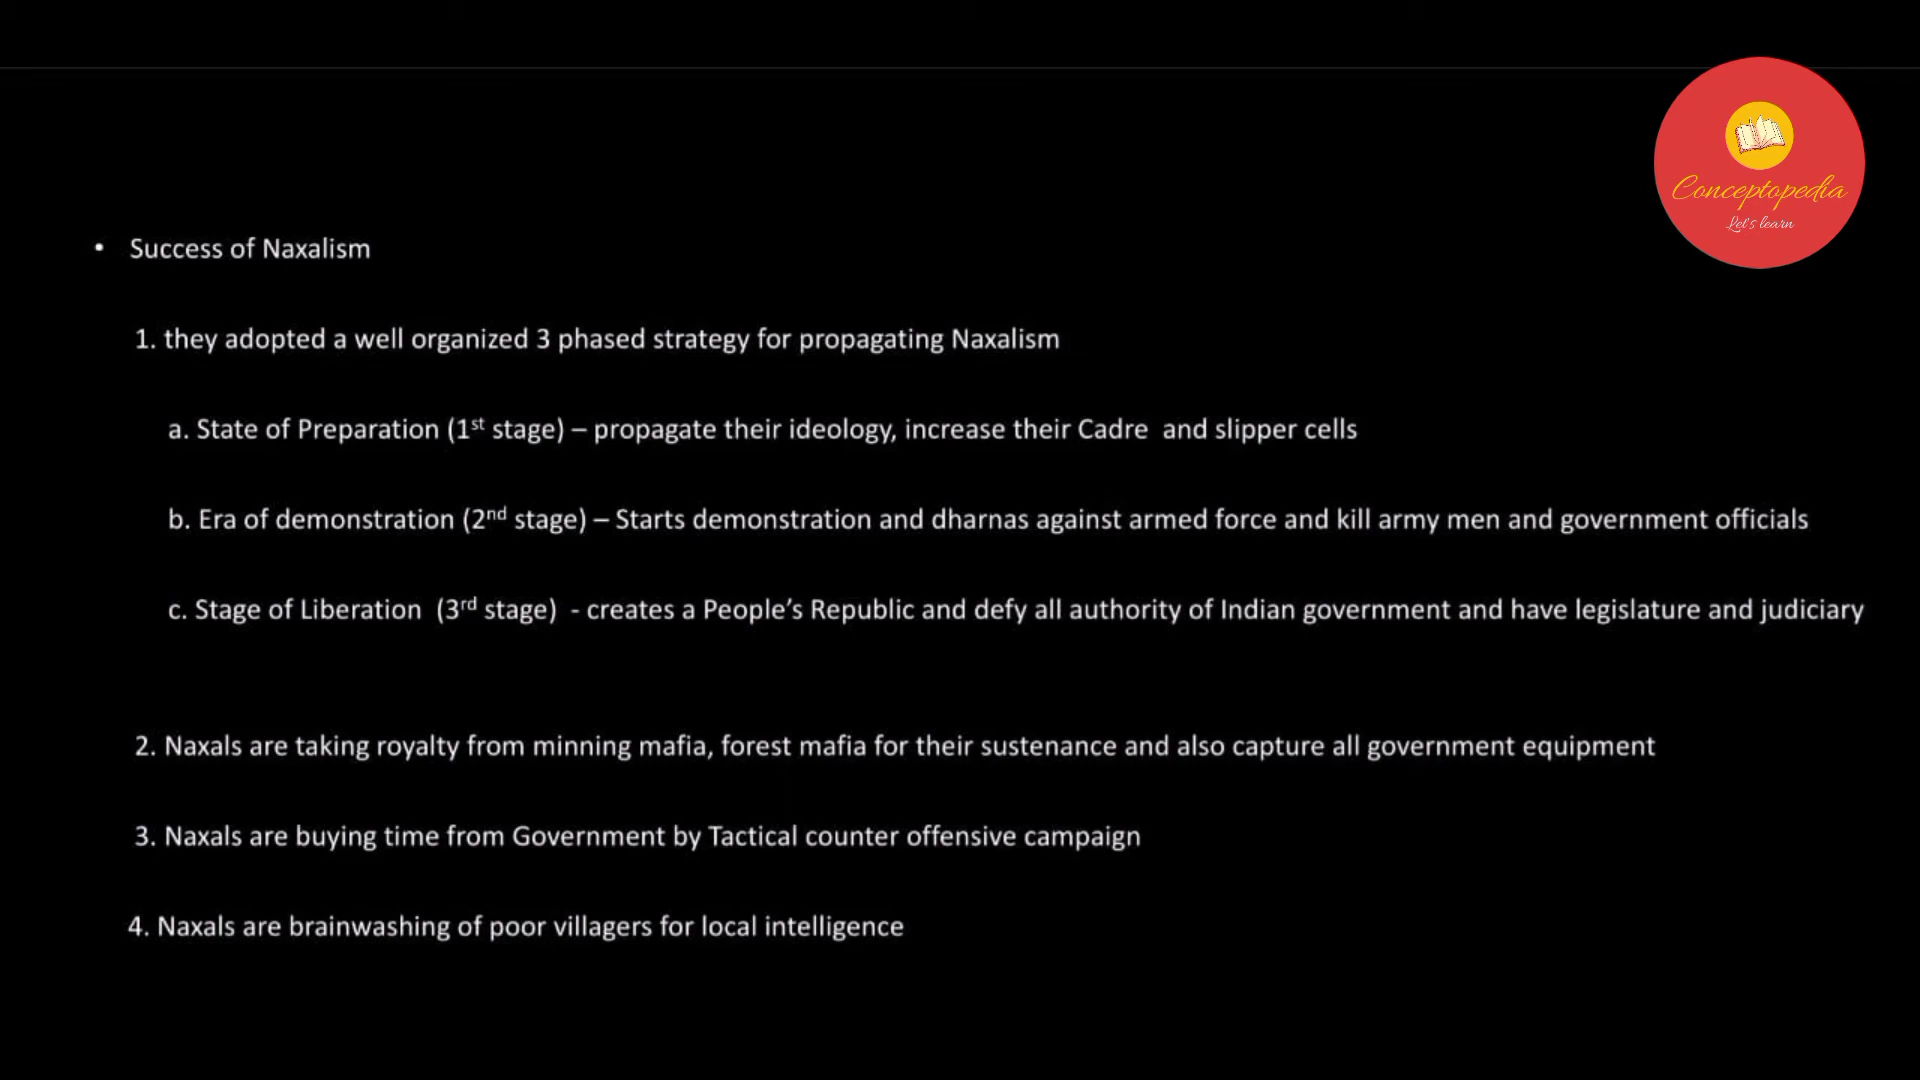 Conceptopedia
Let's learn
• Success of Naxalism
1. they adopted a well organized 3 phased strategy for propagating Naxalism
a. State of Preparation (1st stage) – propagate their ideology, increase their Cadre and slipper cells
b. Era of demonstration (2nd stage) – Starts demonstration and dharnas against armed force and kill army men and government officials
c. Stage of Liberation (3rd stage) - creates a People’s Republic and defy all authority of Indian government and have legislature and judiciary
2. Naxals are taking royalty from minning mafia, forest mafia for their sustenance and also capture all government equipment
3. Naxals are buying time from Government by Tactical counter offensive campaign
4. Naxals are brainwashing of poor villagers for local intelligence